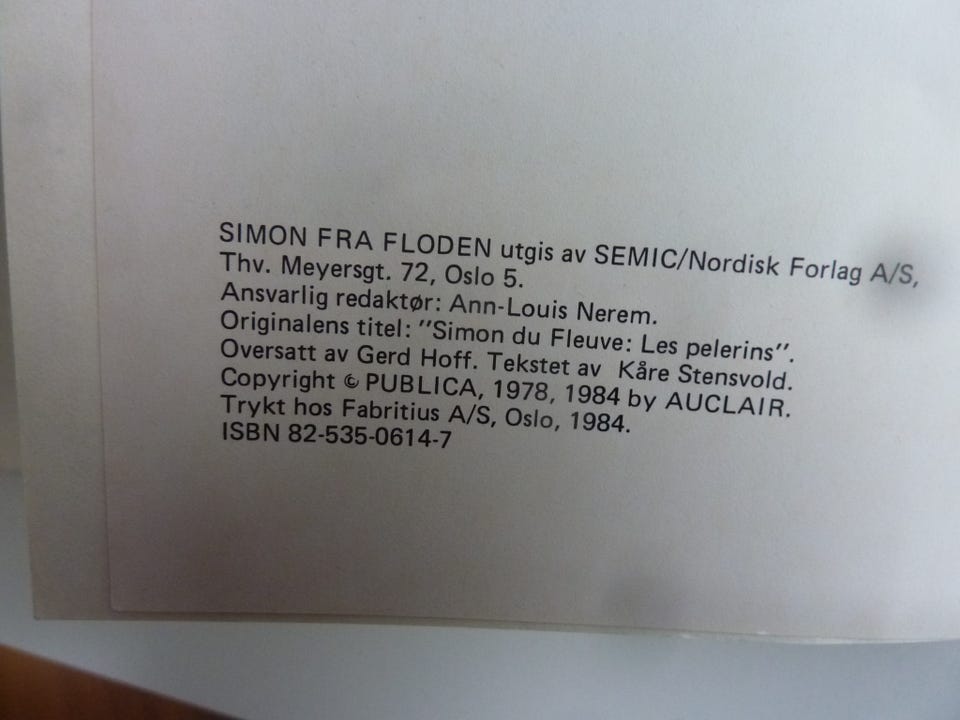 SIMON FRA FLODEN utgis av SEMIC/Nordisk Forlag A/S,
Thv. Meyersgt. 72, Oslo 5.
Ansvarlig redaktør: Ann-Louis Nerem.
Originalens titel: "Simon du Fleuve: Les pelerins".
Oversatt av Gerd Hoff. Tekstet av Kåre Stensvold.
Copyright © PUBLICA, 1978, 1984 by AUCLAIR.
Trykt hos Fabritius A/S, Oslo, 1984.
ISBN 82-535-0614-7